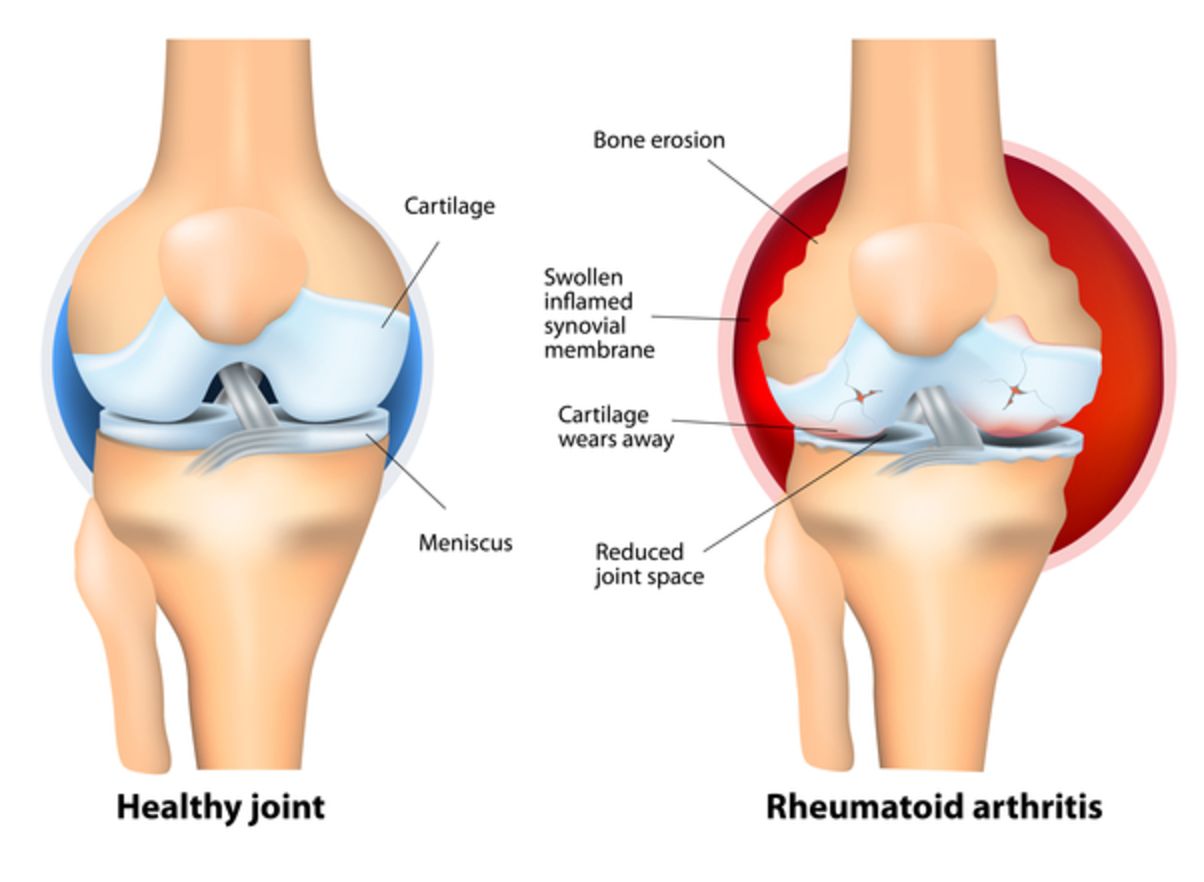 Cartilage
Meniscus
Healthy joint
Bone erosion
Swollen
inflamed
synovial
membrane
Cartilage
wears away
Reduced
joint space
Rheumatoid arthritis